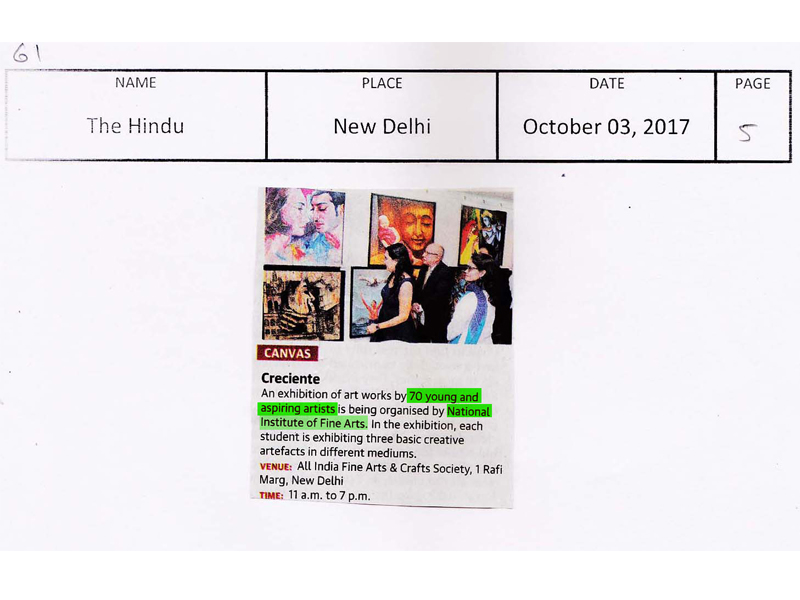 61
NAME PLACE DATE PAGE
The Hindu New Delhi October 03, 2017 5
CANVAS
Creciente
An exhibition of art works by 70 young and
aspiring artists is being organised by National
Institute of Fine Arts. In the exhibition, each
student is exhibiting three basic creative
artefacts in different mediums.
VENUE: All India Fine Arts & Crafts Society, 1 Rafi
Marg, New Delhi
TIME: 11 a.m. to 7 p.m.